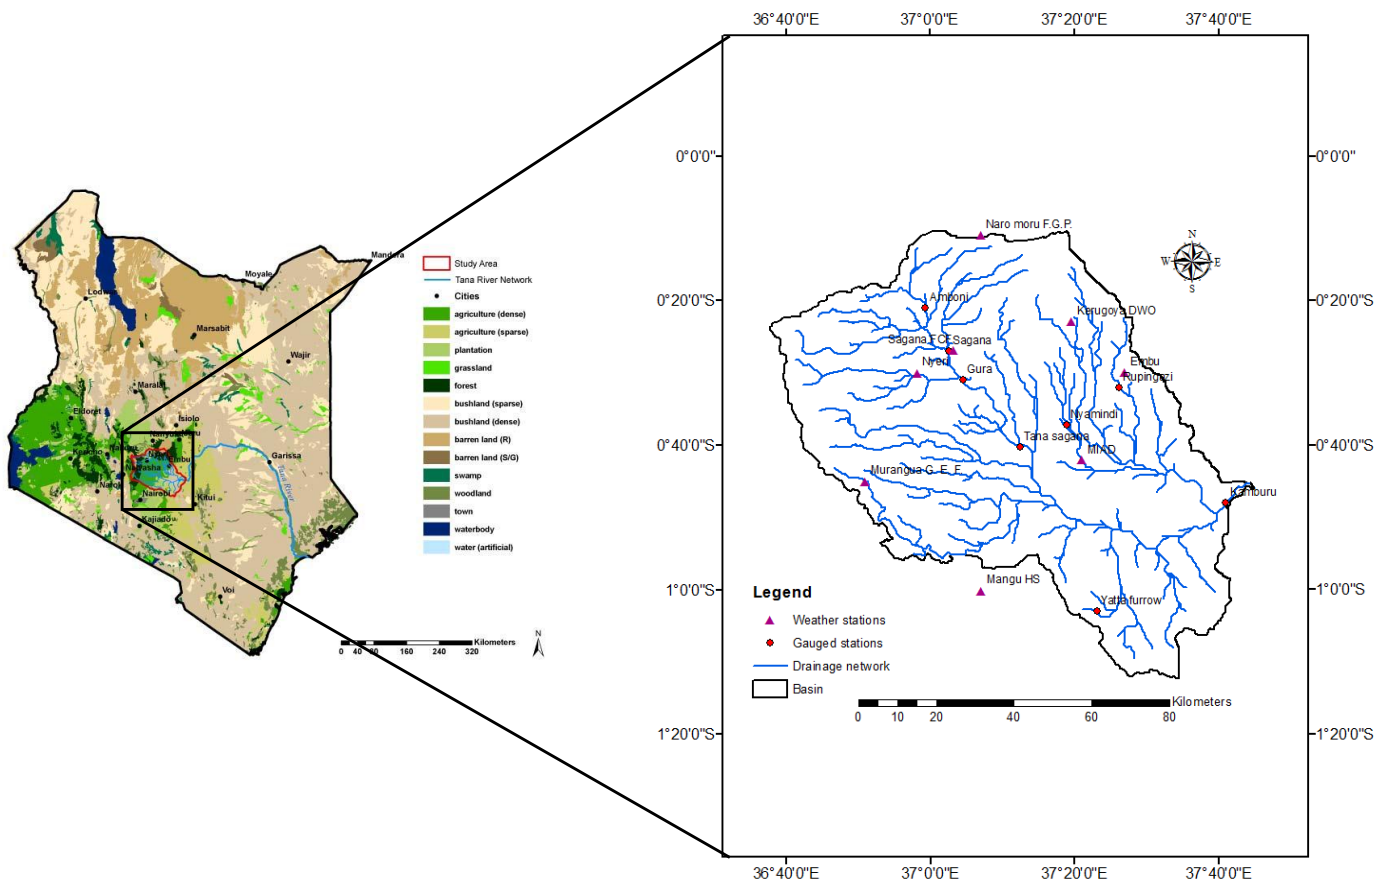 36°40'0"E 37°0'0"E 37°20'0"E 37°40'0"E
0°0'0" 0°0'0"
0°20'0"S 0°20'0"S
0°40'0"S 0°40'0"S
1°0'0"S 1°0'0"S
1°20'0"S 1°20'0"S
36°40'0"E 37°0'0"E 37°20'0"E 37°40'0"E
Mandera
Moyale
Marsabit
Wajir
Maralal
Isiolo
Eldoret
Garissa
Tana River
Embu
Kericho
Naivasha
Narok
Nairobi
Kitui
Kajiado
Voi
Study Area
Tana River Network
Cities
agriculture (dense)
agriculture (sparse)
plantation
grassland
forest
bushland (sparse)
bushland (dense)
barren land (R)
barren land (S/G)
swamp
woodland
town
waterbody
water (artificial)
Kilometers
0 40 80 160 240 320
N
Naro moru F.G.P.
N
W E
S
Amboni
Kerugoya DWO
Sagana FCF Sagana
Nyeri
Gura
Embu
Rupingazi
Nyamindi
Tana sagana
MIAD
Murangua G. E. F.
Kamburu
Mangu HS
Yatta furrow
Legend
Weather stations
Gauged stations
Drainage network
Basin
Kilometers
0 10 20 40 60 80